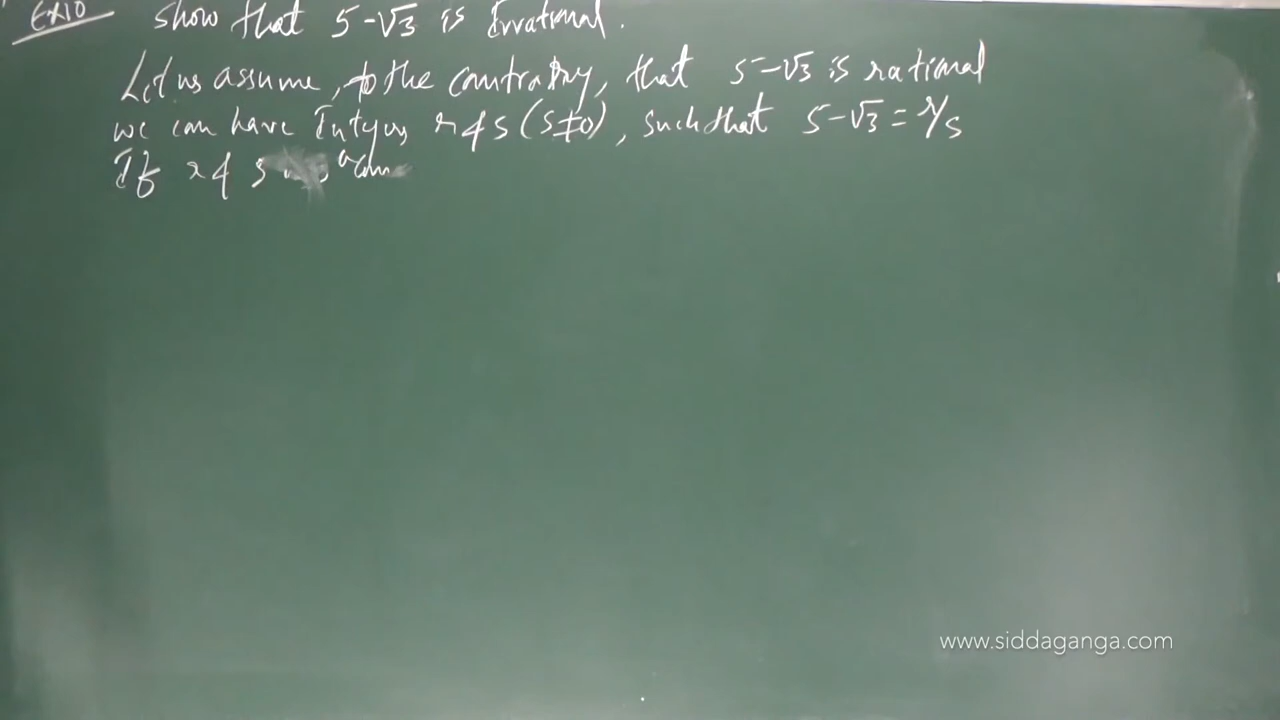 Ex10 Show that 5-√3 is Irrational.
Let us assume, to the contrary, that 5-√3 is rational
we can have Integers r & s (s≠0), such that 5-√3 = r/s
If r & s
www.siddaganga.com